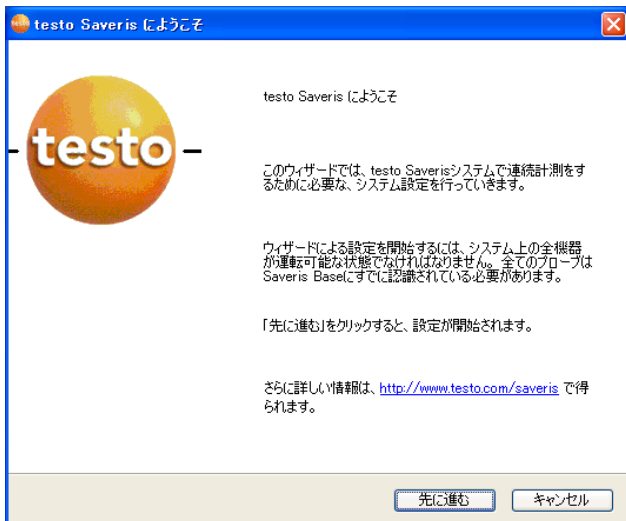 testo Saveris にようこそ
testo
testo Saveris にようこそ
このウィザードでは、testo Saverisシステムで連続計測をす
るために必要な、システム設定を行っていきます。
ウィザードによる設定を開始するには、システム上の全機器
が運転可能な状態でなければなりません。全てのプローブは
Saveris Baseにすでに認識されている必要があります。
「先に進む」をクリックすると、設定が開始されます。
さらに詳しい情報は、http://www.testo.com/saveris で得
られます。
先に進む
キャンセル